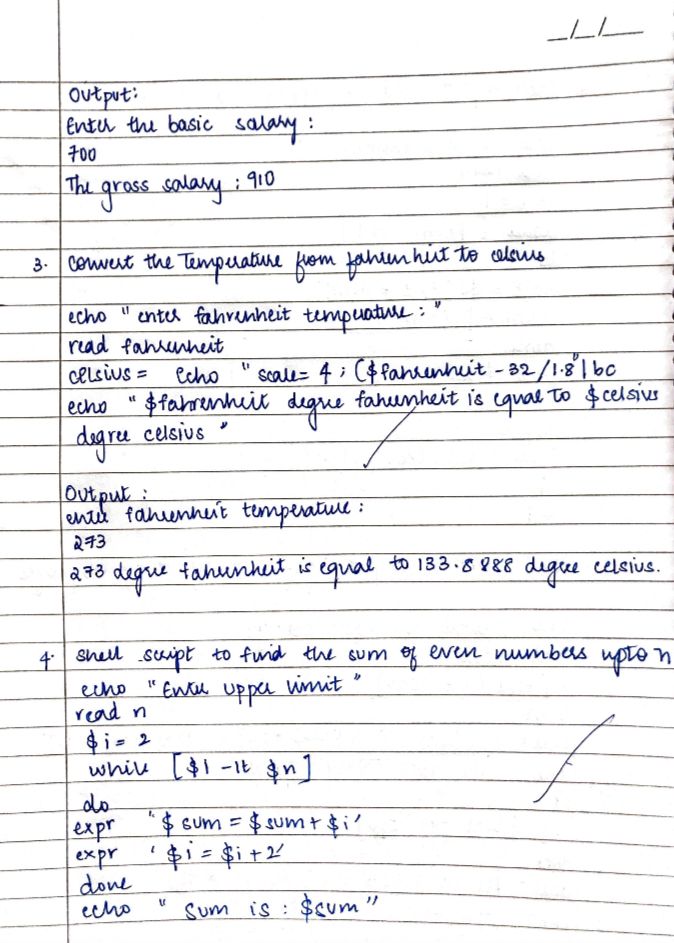 _/_/__
Output:
Enter the basic salary :
700
The gross salary : 910
3. Convert the Temperature from fahrenheit to celsius
echo " enter fahrenheit temperature : "
read fahrenheit
celsius = echo " scale= 4 ; ($fahrenheit - 32 /1.8" | bc
echo " $fahrenheit degree fahrenheit is equal to $celsius
degree celsius "
Output :
enter fahrenheit temperature :
273
273 degree fahrenheit is equal to 133.8888 degree celsius.
4. shell script to find the sum of even numbers upto n
echo " Enter upper limit "
read n
$i = 2
while [$i -lt $n]
do
expr ‘$ sum = $sum + $i’
expr ‘ $i = $i + 2’
done
echo " sum is : $sum "